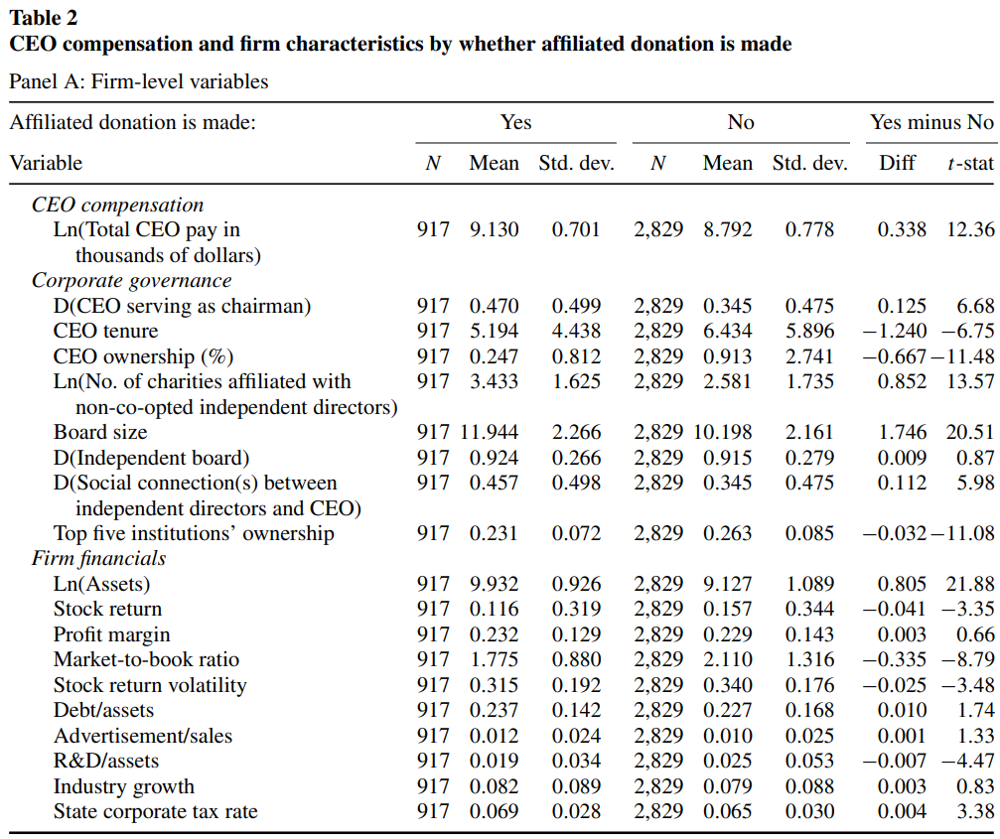 Table 2
CEO compensation and firm characteristics by whether affiliated donation is made
Panel A: Firm-level variables
Affiliated donation is made: Yes No Yes minus No
Variable N Mean Std. dev. N Mean Std. dev. Diff t-stat
CEO compensation
Ln(Total CEO pay in 917 9.130 0.701 2,829 8.792 0.778 0.338 12.36
thousands of dollars)
Corporate governance
D(CEO serving as chairman) 917 0.470 0.499 2,829 0.345 0.475 0.125 6.68
CEO tenure 917 5.194 4.438 2,829 6.434 5.896 −1.240 −6.75
CEO ownership (%) 917 0.247 0.812 2,829 0.913 2.741 −0.667 −11.48
Ln(No. of charities affiliated with 917 3.433 1.625 2,829 2.581 1.735 0.852 13.57
non-co-opted independent directors)
Board size 917 11.944 2.266 2,829 10.198 2.161 1.746 20.51
D(Independent board) 917 0.924 0.266 2,829 0.915 0.279 0.009 0.87
D(Social connection(s) between 917 0.457 0.498 2,829 0.345 0.475 0.112 5.98
independent directors and CEO)
Top five institutions' ownership 917 0.231 0.072 2,829 0.263 0.085 −0.032 −11.08
Firm financials
Ln(Assets) 917 9.932 0.926 2,829 9.127 1.089 0.805 21.88
Stock return 917 0.116 0.319 2,829 0.157 0.344 −0.041 −3.35
Profit margin 917 0.232 0.129 2,829 0.229 0.143 0.003 0.66
Market-to-book ratio 917 1.775 0.880 2,829 2.110 1.316 −0.335 −8.79
Stock return volatility 917 0.315 0.192 2,829 0.340 0.176 −0.025 −3.48
Debt/assets 917 0.237 0.142 2,829 0.227 0.168 0.010 1.74
Advertisement/sales 917 0.012 0.024 2,829 0.010 0.025 0.001 1.33
R&D/assets 917 0.019 0.034 2,829 0.025 0.053 −0.007 −4.47
Industry growth 917 0.082 0.089 2,829 0.079 0.088 0.003 0.83
State corporate tax rate 917 0.069 0.028 2,829 0.065 0.030 0.004 3.38